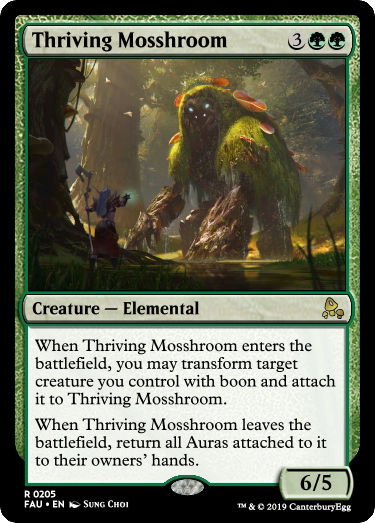 Thriving Mosshroom 3
Creature — Elemental
When Thriving Mosshroom enters the
battlefield, you may transform target
creature you control with boon and attach
it to Thriving Mosshroom.
When Thriving Mosshroom leaves the
battlefield, return all Auras attached to it
to their owners' hands.
6/5
R 0205
FAU • EN Sung Choi
™ & © 2019 CanterburyEgg